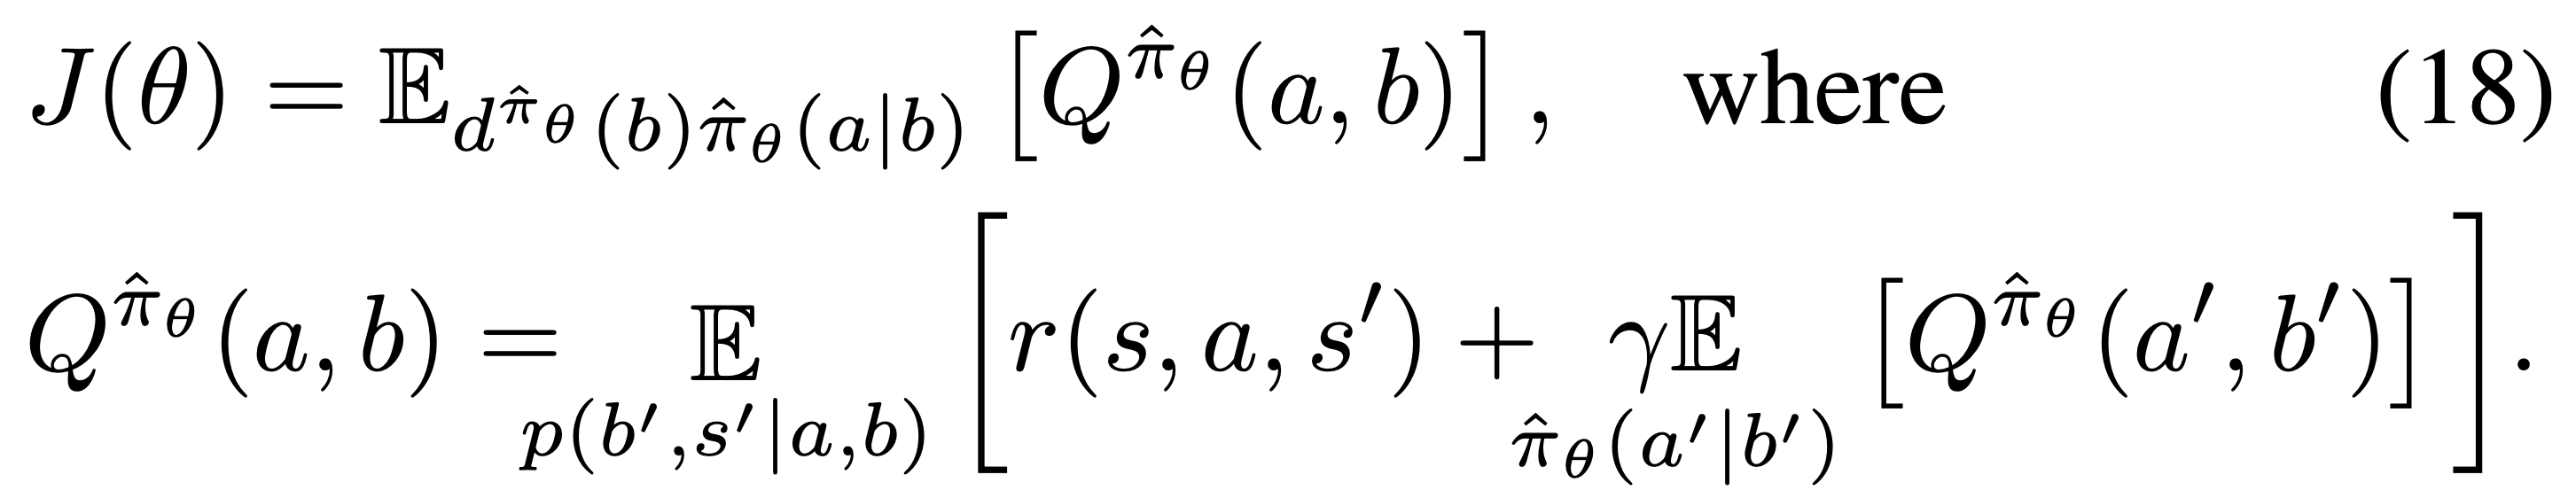 J(θ) = 𝔼_{d^{π̂_θ}(b)π̂_θ(a|b)} [Q^{π̂_θ}(a, b)] , where (18)
Q^{π̂_θ}(a, b) = 𝔼_{p(b′,s′|a,b)} [r(s, a, s′) + γ𝔼_{π̂_θ(a′|b′)} [Q^{π̂_θ}(a′, b′)]].